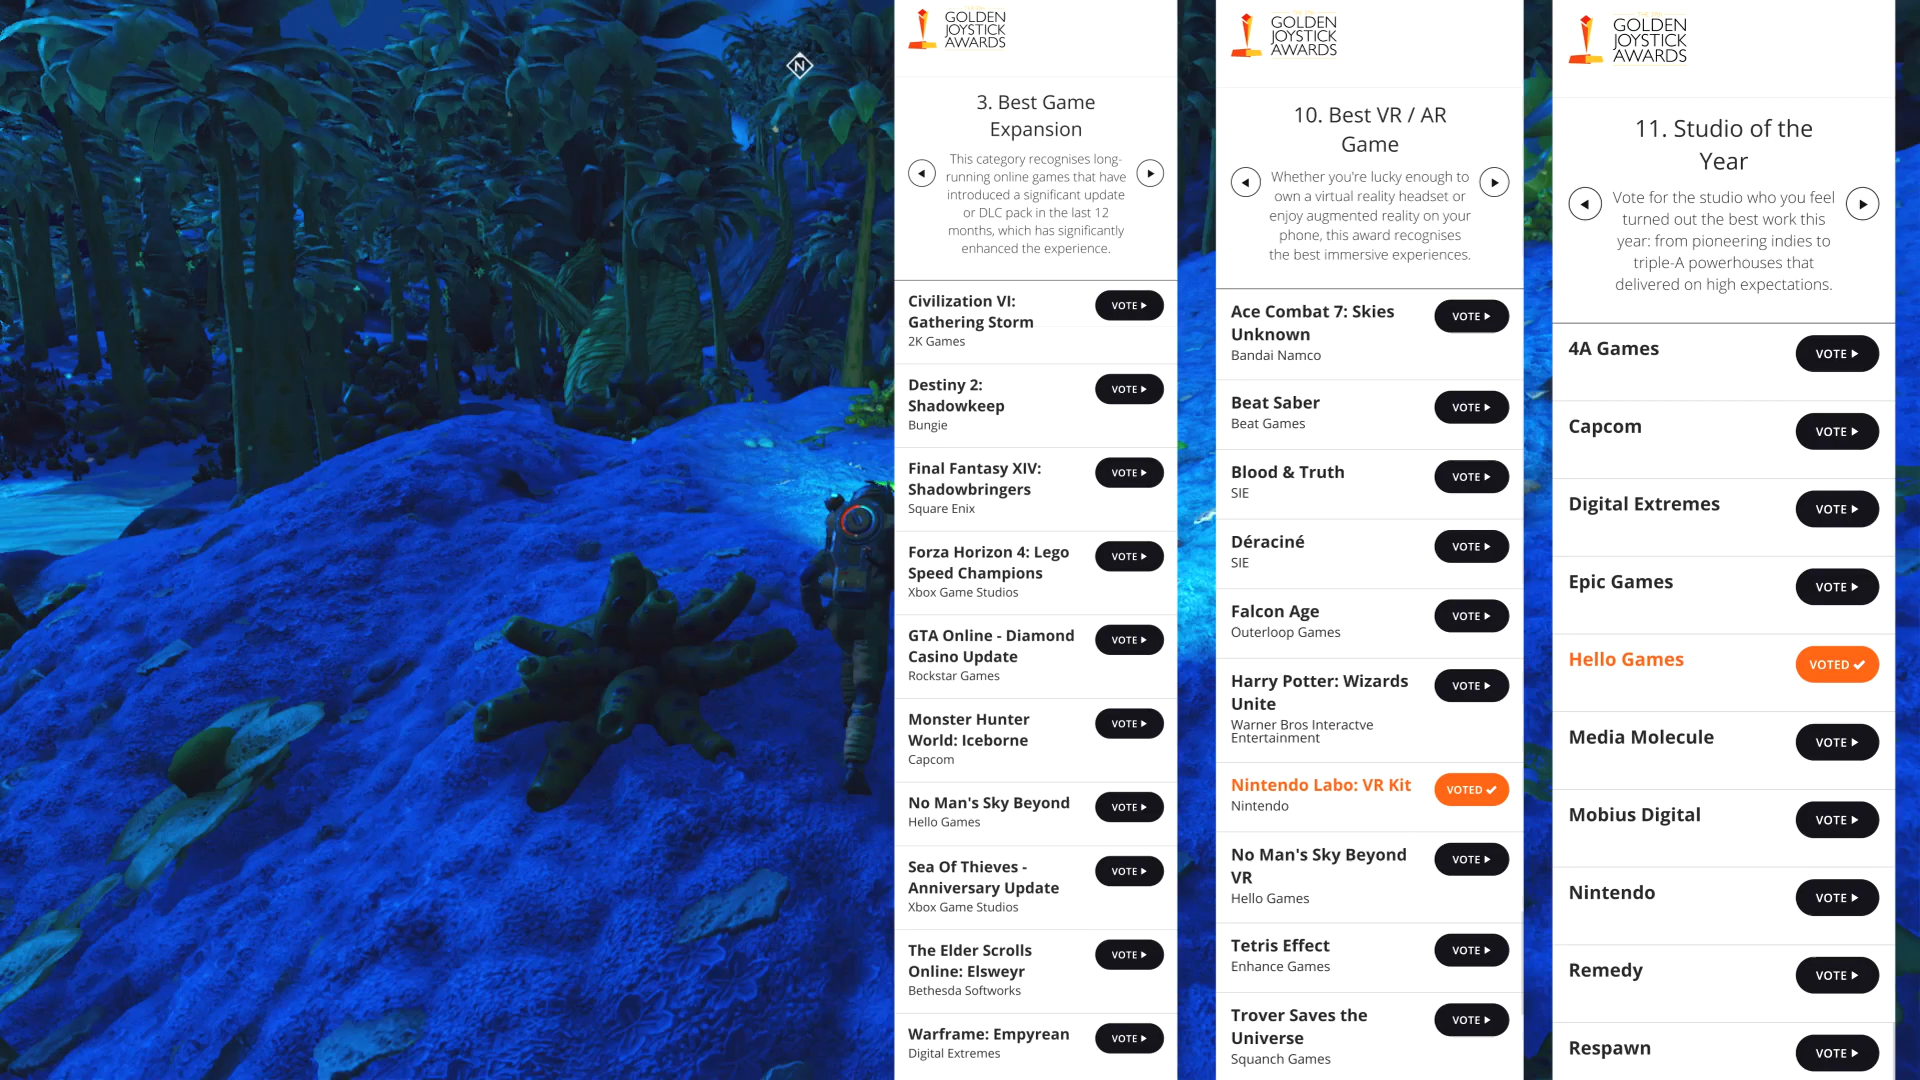 N
GOLDEN
JOYSTICK
AWARDS
3. Best Game
Expansion
This category recognises long-
running online games that have
introduced a significant update
or DLC pack in the last 12
months, which has significantly
enhanced the experience.
Civilization VI:
Gathering Storm
2K Games
VOTE
Destiny 2:
Shadowkeep
Bungie
VOTE
Final Fantasy XIV:
Shadowbringers
Square Enix
VOTE
Forza Horizon 4: Lego
Speed Champions
Xbox Game Studios
VOTE
GTA Online - Diamond
Casino Update
Rockstar Games
VOTE
Monster Hunter
World: Iceborne
Capcom
VOTE
No Man's Sky Beyond
Hello Games
VOTE
Sea Of Thieves -
Anniversary Update
Xbox Game Studios
VOTE
The Elder Scrolls
Online: Elsweyr
Bethesda Softworks
VOTE
Warframe: Empyrean
Digital Extremes
VOTE
GOLDEN
JOYSTICK
AWARDS
10. Best VR / AR
Game
Whether you're lucky enough to
own a virtual reality headset or
enjoy augmented reality on your
phone, this award recognises
the best immersive experiences.
Ace Combat 7: Skies
Unknown
Bandai Namco
VOTE
Beat Saber
Beat Games
VOTE
Blood & Truth
SIE
VOTE
Déraciné
SIE
VOTE
Falcon Age
Outerloop Games
VOTE
Harry Potter: Wizards
Unite
Warner Bros Interactve
Entertainment
VOTE
Nintendo Labo: VR Kit
Nintendo
VOTED
No Man's Sky Beyond
VR
Hello Games
VOTE
Tetris Effect
Enhance Games
VOTE
Trover Saves the
Universe
Squanch Games
VOTE
GOLDEN
JOYSTICK
AWARDS
11. Studio of the
Year
Vote for the studio who you feel
turned out the best work this
year: from pioneering indies to
triple-A powerhouses that
delivered on high expectations.
4A Games
VOTE
Capcom
VOTE
Digital Extremes
VOTE
Epic Games
VOTE
Hello Games
VOTED
Media Molecule
VOTE
Mobius Digital
VOTE
Nintendo
VOTE
Remedy
VOTE
Respawn
VOTE